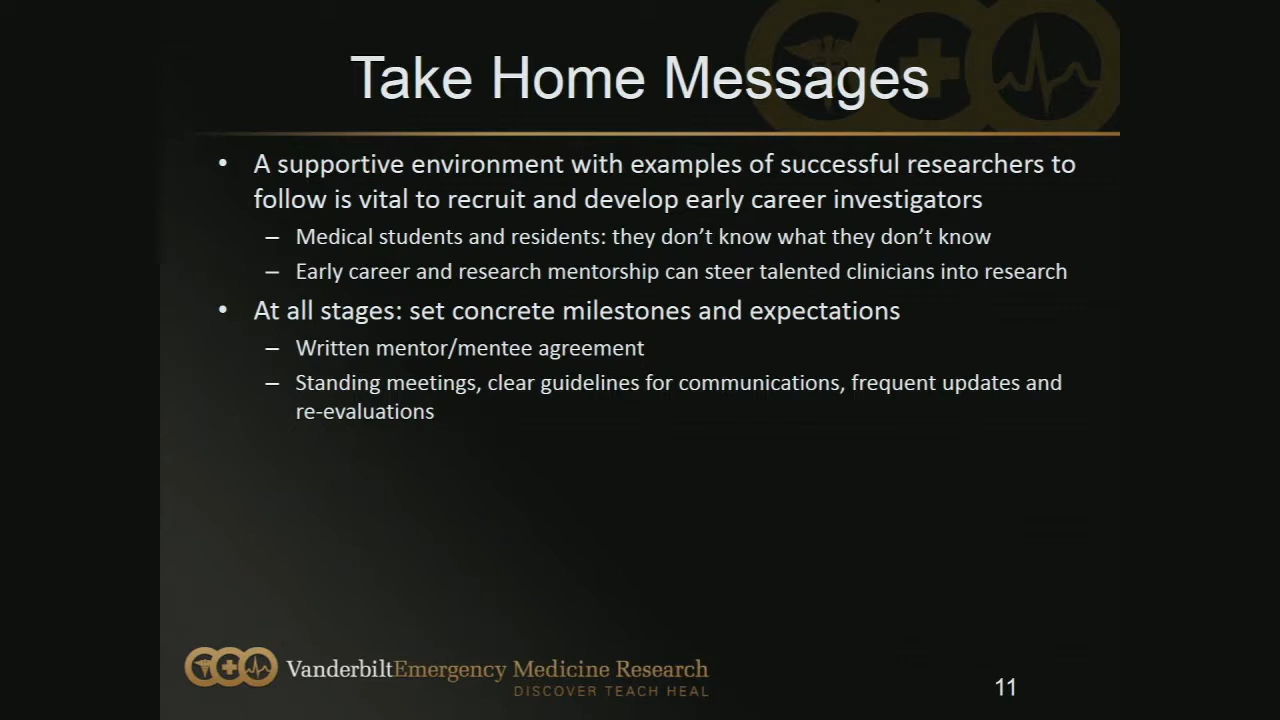 Take Home Messages
• A supportive environment with examples of successful researchers to
follow is vital to recruit and develop early career investigators
– Medical students and residents: they don’t know what they don’t know
– Early career and research mentorship can steer talented clinicians into research
• At all stages: set concrete milestones and expectations
– Written mentor/mentee agreement
– Standing meetings, clear guidelines for communications, frequent updates and
re-evaluations
VanderbiltEmergency Medicine Research
DISCOVER TEACH HEAL
11